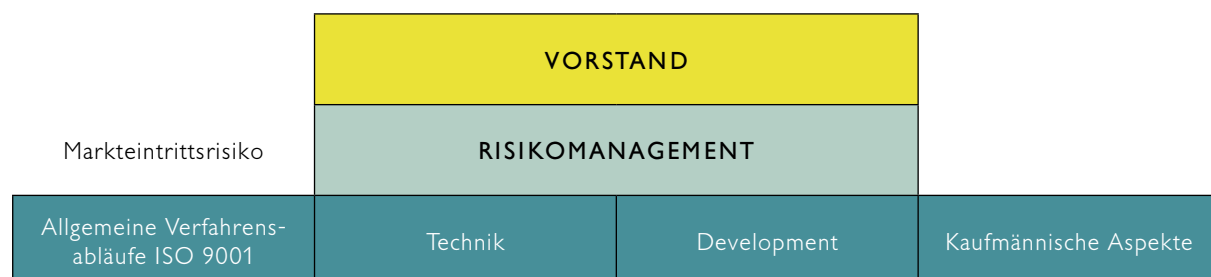 VORSTAND
Markteintrittsrisiko
RISIKOMANAGEMENT
Allgemeine Verfahrens-
abläufe ISO 9001
Technik
Development
Kaufmännische Aspekte